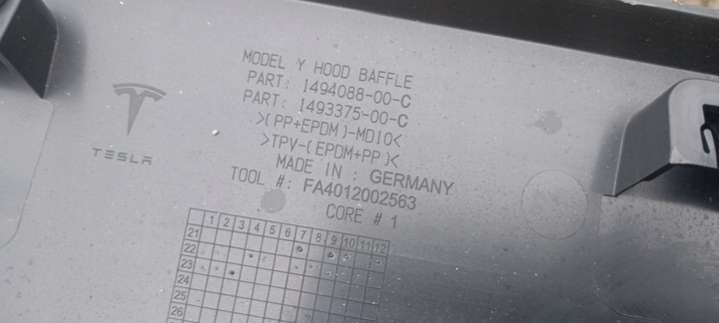 MODEL Y HOOD BAFFLE
PART: 1494088-00-C
PART: 1493375-00-C
>(PP+EPDM)-MD10<
>TPV-(EPDM+PP)<
MADE IN : GERMANY
TOOL #: FA4012002563
CORE # 1
TESLA
1 2 3 4 5 6 7 8 9 10 11 12
21
22
23
24
25
26